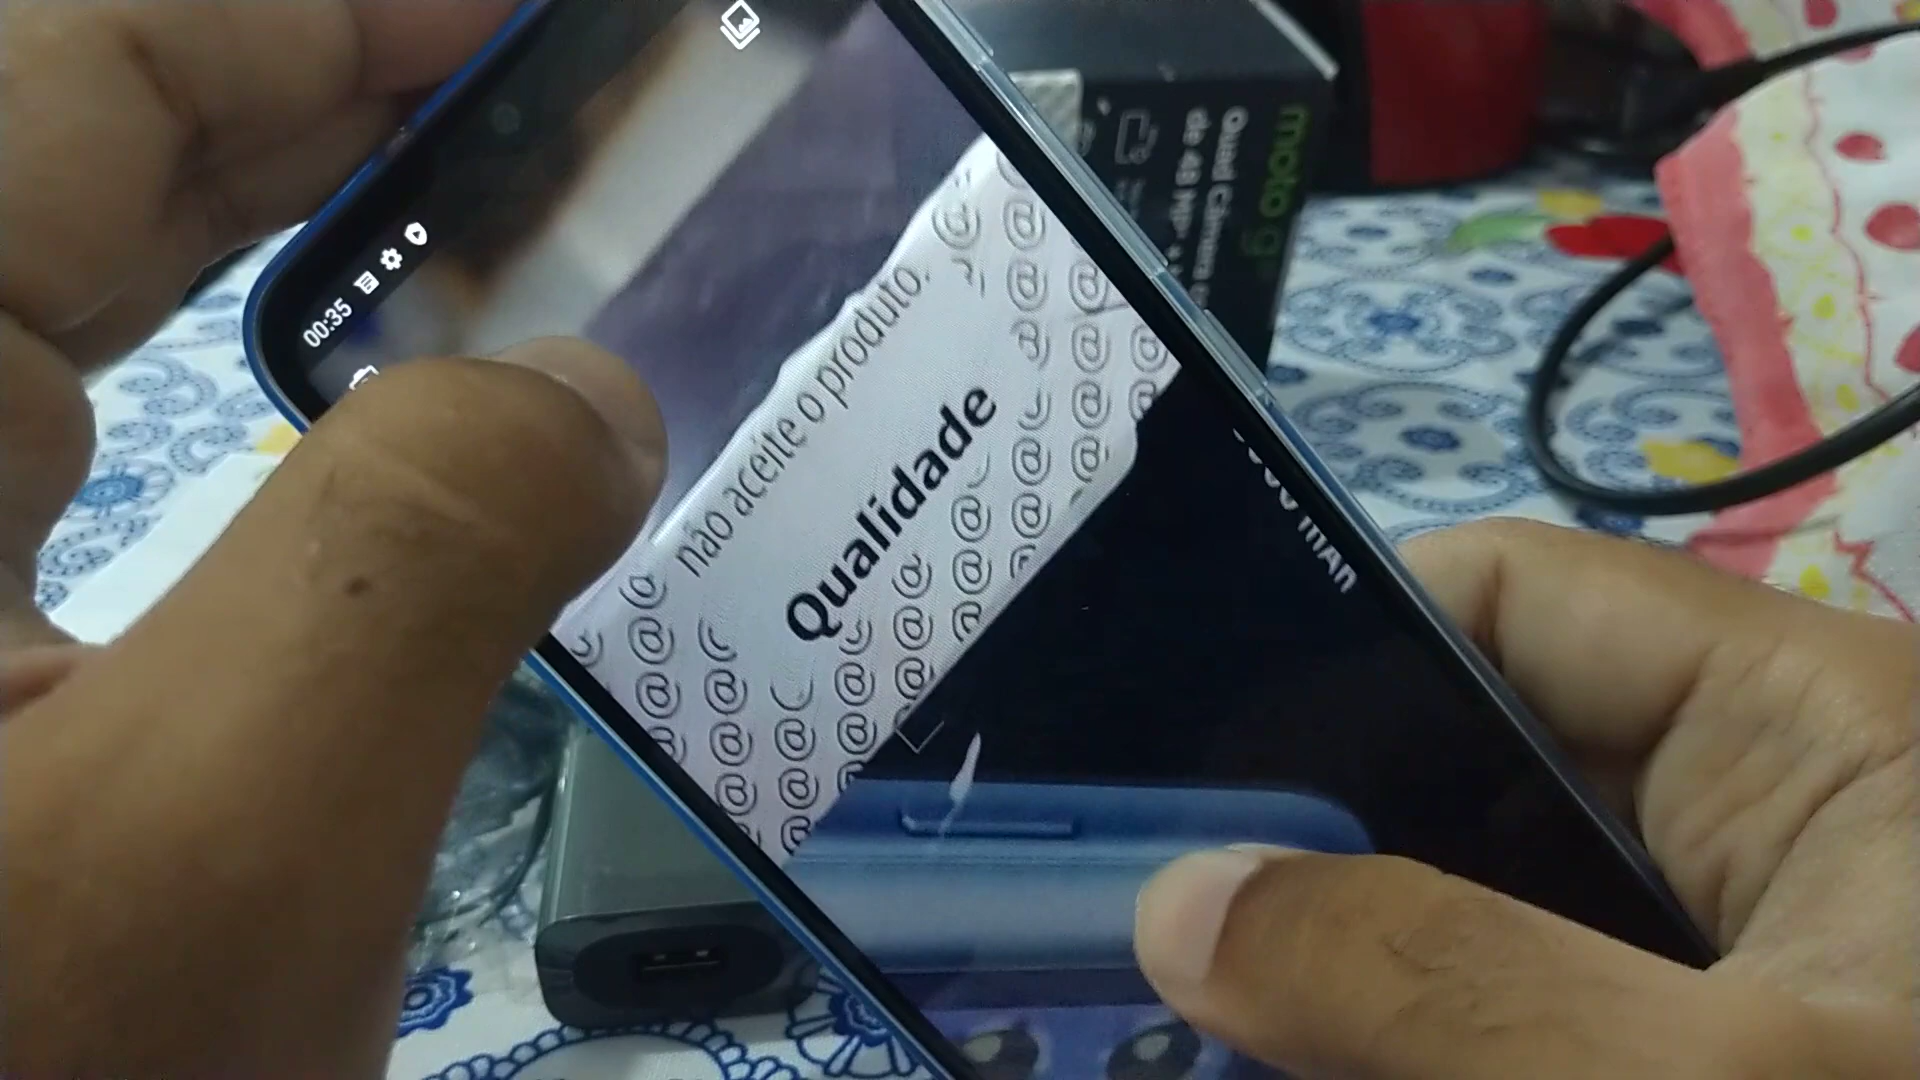 00:35
não aceite o produto.
Qualidade
mAh
moto g
Quad Câmera
de 48 MP